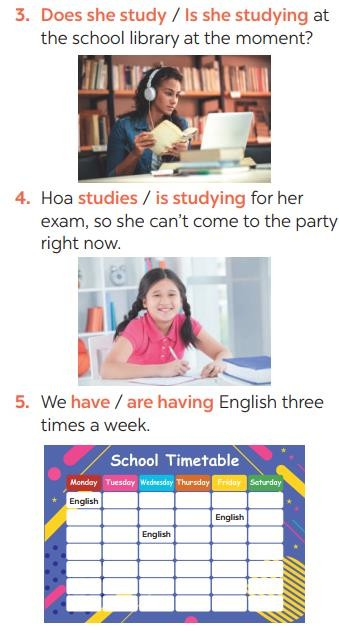 3. Does she study / Is she studying at
the school library at the moment?
4. Hoa studies / is studying for her
exam, so she can't come to the party
right now.
5. We have / are having English three
times a week.
School Timetable
Monday Tuesday Wednesday Thursday Friday Saturday
English
English
English